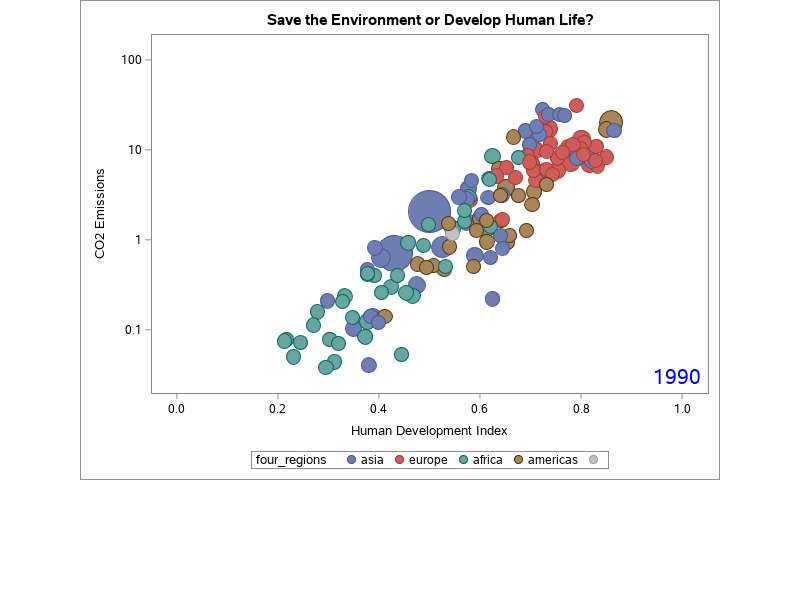 Save the Environment or Develop Human Life?
100
10
1
0.1
CO2 Emissions
1990
0.0 0.2 0.4 0.6 0.8 1.0
Human Development Index
four_regions asia europe africa americas